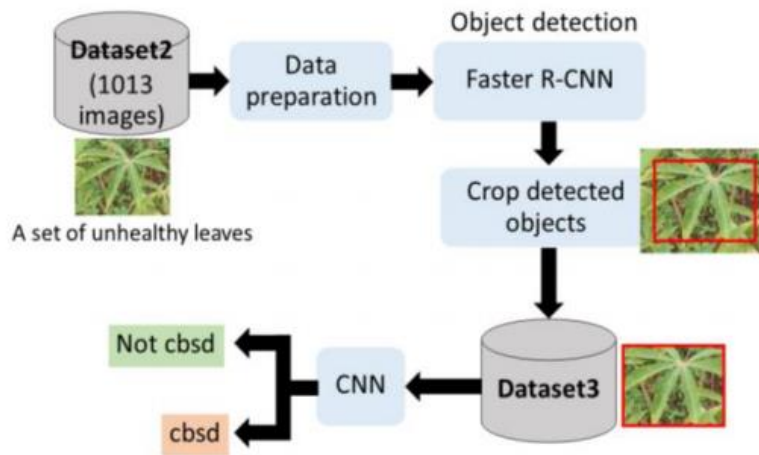 Dataset2
(1013
images)
A set of unhealthy leaves
Data
preparation
Object detection
Faster R-CNN
Crop detected
objects
Dataset3
CNN
Not cbsd
cbsd